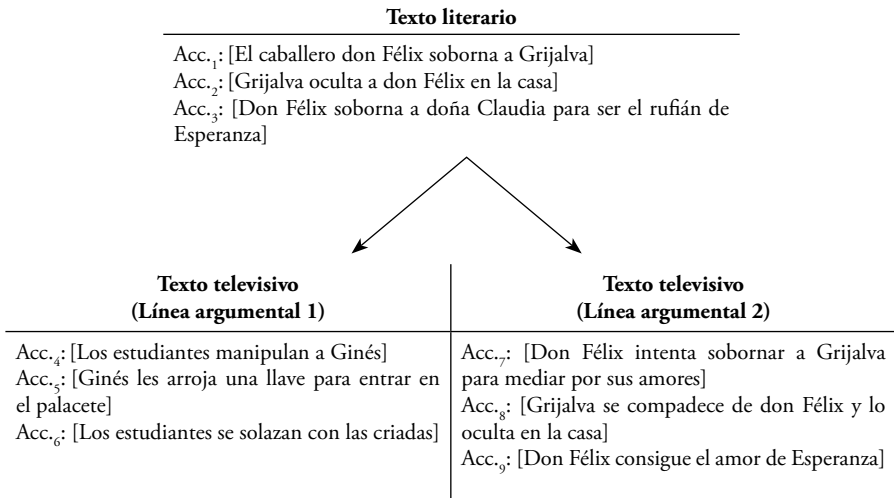 Texto literario
Acc.₁: [El caballero don Félix soborna a Grijalva]
Acc.₂: [Grijalva oculta a don Félix en la casa]
Acc.₃: [Don Félix soborna a doña Claudia para ser el rufián de
Esperanza]
Texto televisivo
(Línea argumental 1)
Acc.₄: [Los estudiantes manipulan a Ginés]
Acc.₅: [Ginés les arroja una llave para entrar en
el palacete]
Acc.₆: [Los estudiantes se solazan con las criadas]
Texto televisivo
(Línea argumental 2)
Acc.₇: [Don Félix intenta sobornar a Grijalva
para mediar por sus amores]
Acc.₈: [Grijalva se compadece de don Félix y lo
oculta en la casa]
Acc.₉: [Don Félix consigue el amor de Esperanza]